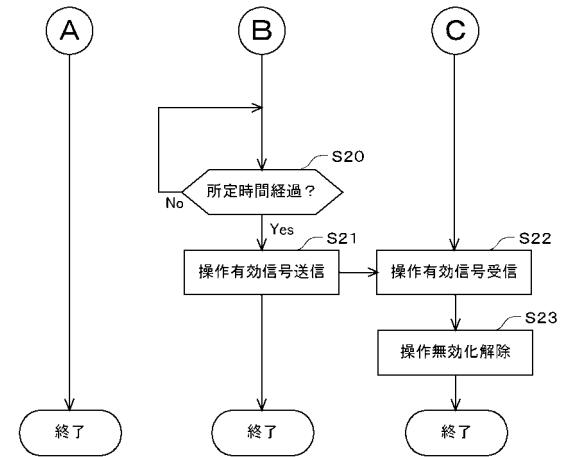 A B C
S20
所定時間経過?
No
Yes
S21 S22
操作有効信号送信 操作有効信号受信
S23
操作無効化解除
終了 終了 終了